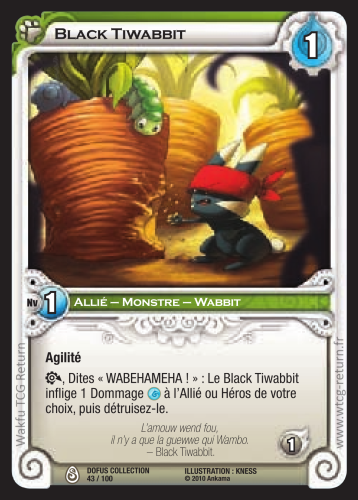 BLACK TIWABBIT
1
Nv 1
ALLIÉ – MONSTRE – WABBIT
Agilité
, Dites « WABEHAMEHA ! » : Le Black Tiwabbit
inflige 1 Dommage à l'Allié ou Héros de votre
choix, puis détruisez-le.
L'amouw wend fou,
il n'y a que la guewwe qui Wambo.
– Black Tiwabbit.
1
DOFUS COLLECTION
43 / 100
ILLUSTRATION : KNESS
© 2010 Ankama
Wakfu TCG Return
www.wtcg-return.fr